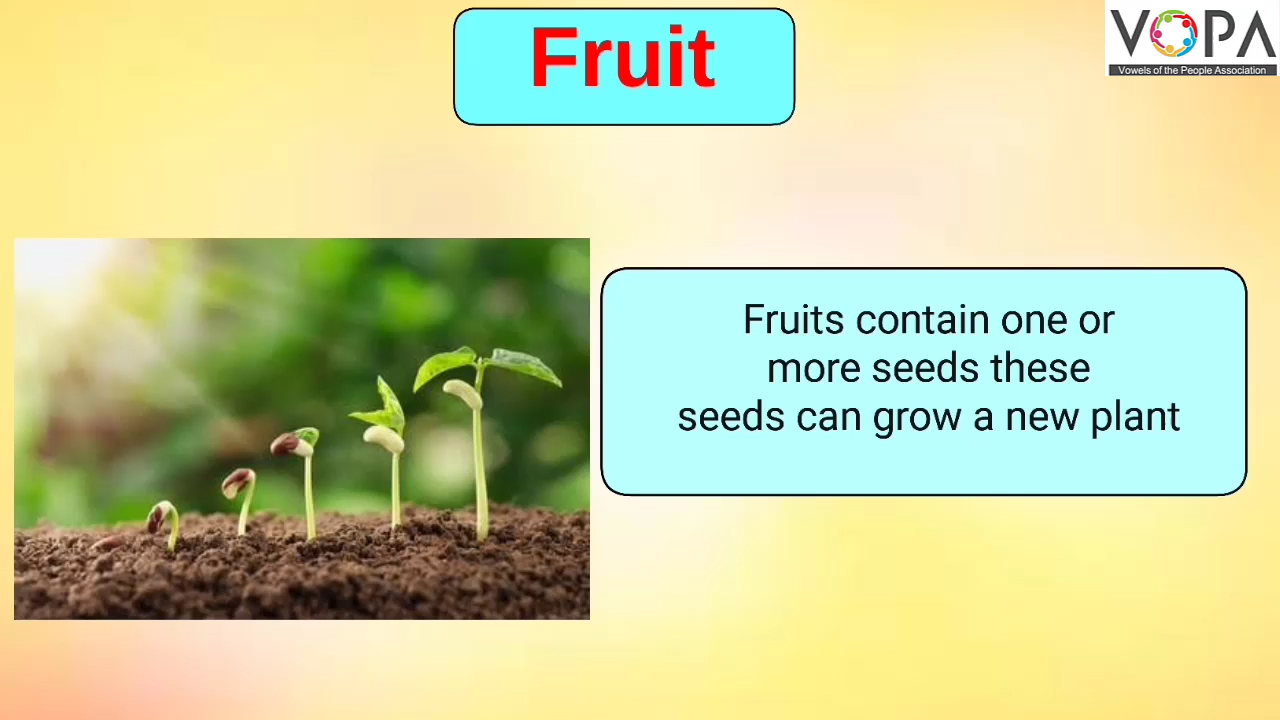 Fruit
VOPA
Vowels of the People Association
Fruits contain one or
more seeds these
seeds can grow a new plant